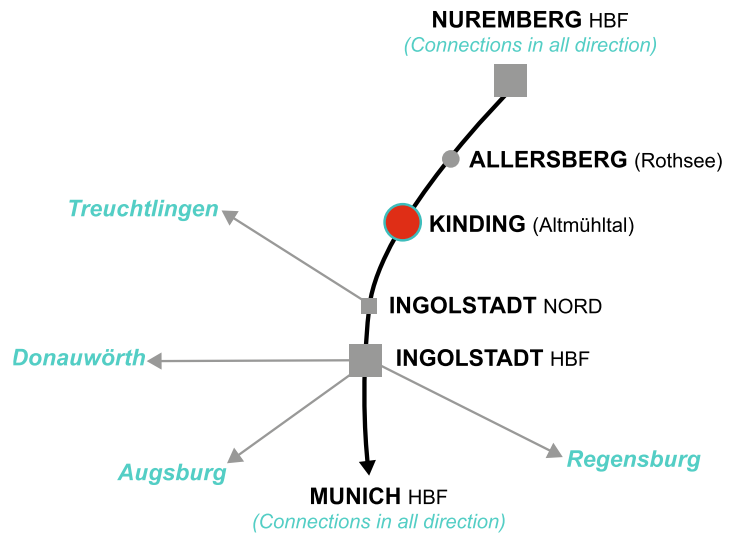 NUREMBERG HBF
(Connections in all direction)
ALLERSBERG (Rothsee)
Treuchtlingen
KINDING (Altmühltal)
INGOLSTADT NORD
Donauwörth
INGOLSTADT HBF
Augsburg
Regensburg
MUNICH HBF
(Connections in all direction)